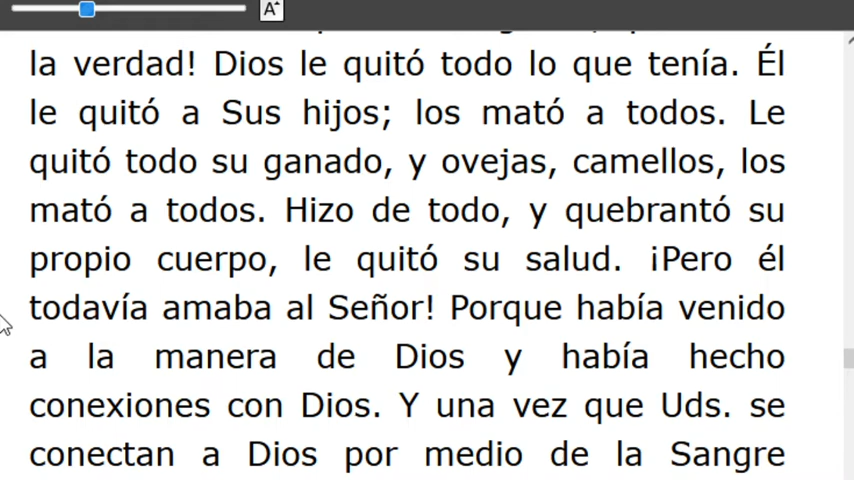 A
la verdad! Dios le quitó todo lo que tenía. Él
le quitó a Sus hijos; los mató a todos. Le
quitó todo su ganado, y ovejas, camellos, los
mató a todos. Hizo de todo, y quebrantó su
propio cuerpo, le quitó su salud. ¡Pero él
todavía amaba al Señor! Porque había venido
a la manera de Dios y había hecho
conexiones con Dios. Y una vez que Uds. se
conectan a Dios por medio de la Sangre